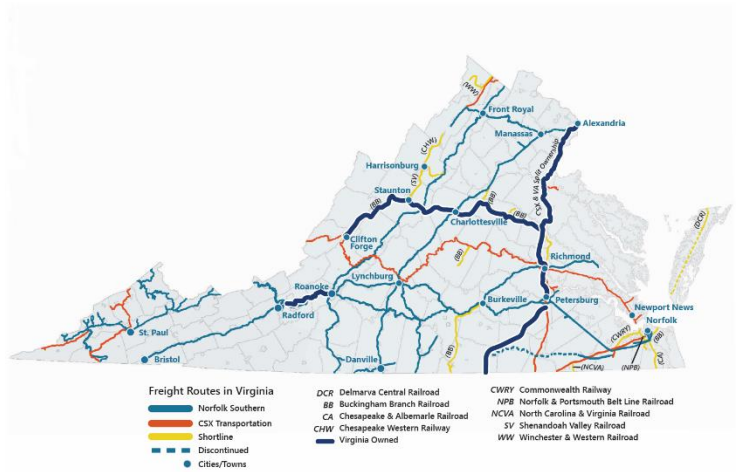 (WW)
Front Royal
Alexandria
Manassas
(CHW)
Harrisonburg
(SV)
CSX & VA Split Ownership
Staunton
(BB)
(BB)
(BB)
Charlottesville
(DCR)
Clifton
Forge
(BB)
Richmond
Roanoke
Lynchburg
Radford
Burkeville
Petersburg
Newport News
Norfolk
St. Paul
(CWRY)
(BB)
Bristol
Danville
(BB)
(NCVA)
(NPB)
(CA)
Freight Routes in Virginia
Norfolk Southern
CSX Transportation
Shortline
Discontinued
Cities/Towns
DCR Delmarva Central Railroad
BB Buckingham Branch Railroad
CA Chesapeake & Albemarle Railroad
CHW Chesapeake Western Railway
Virginia Owned
CWRY Commonwealth Railway
NPB Norfolk & Portsmouth Belt Line Railroad
NCVA North Carolina & Virginia Railroad
SV Shenandoah Valley Railroad
WW Winchester & Western Railroad